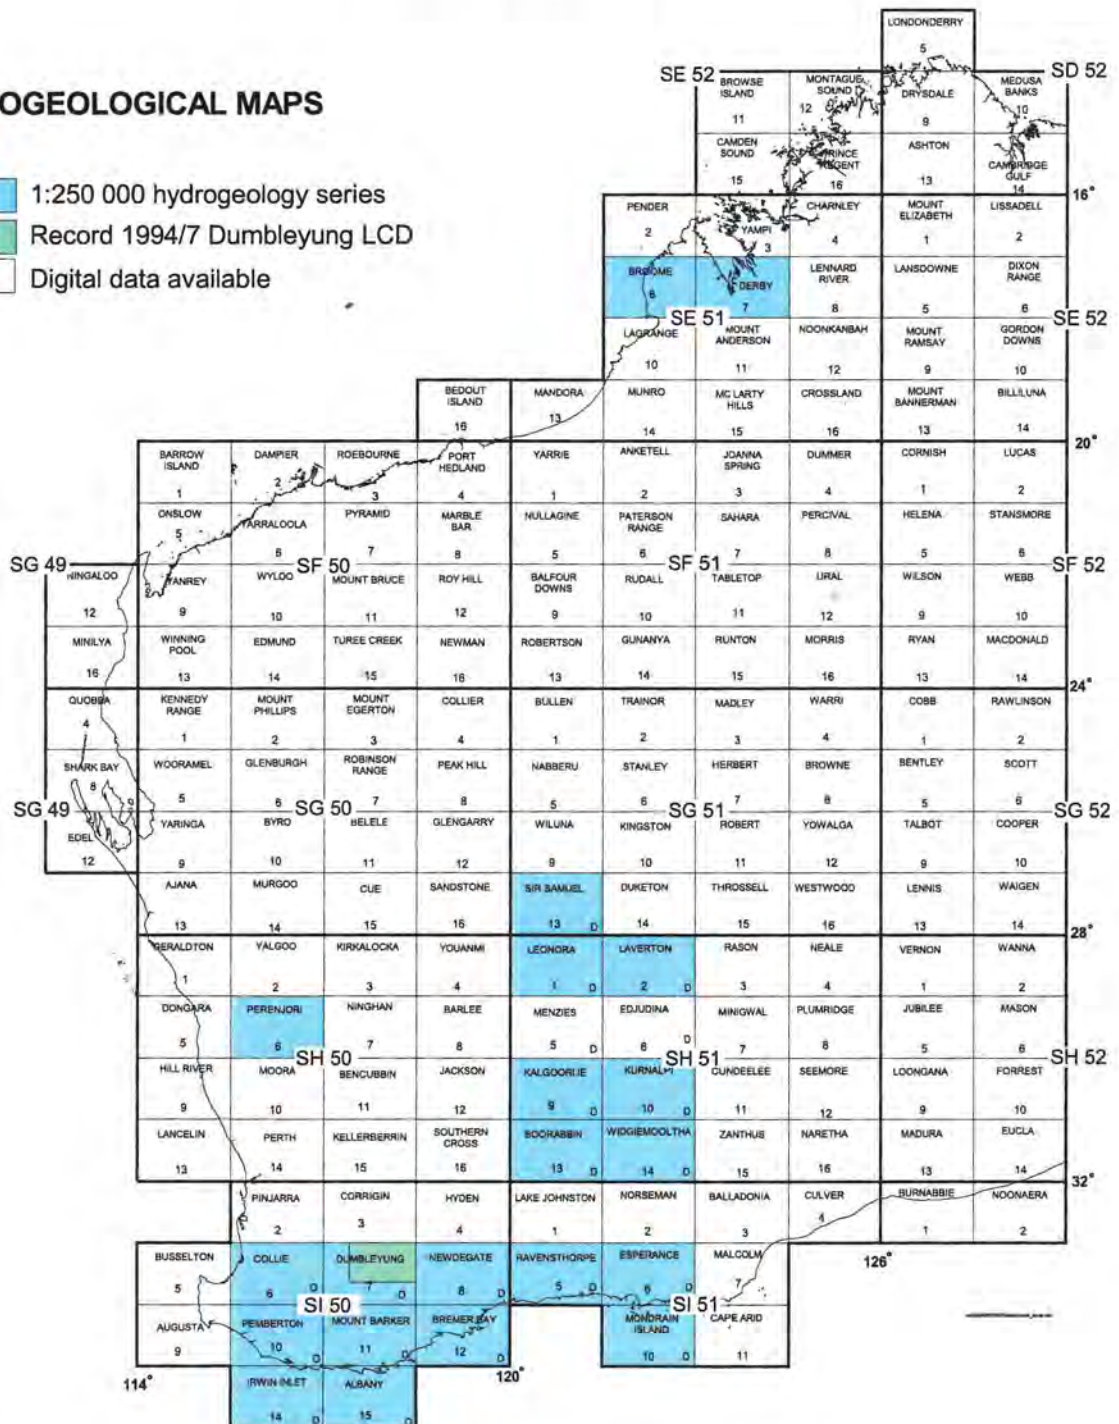 OGEOLOGICAL MAPS
1:250 000 hydrogeology series
Record 1994/7 Dumbleyung LCD
Digital data available
LONDONDERRY
5
SE 52
SD 52
BROWSE
ISLAND
11
MONTAGUE
SOUND
12
DRYSDALE
9
MEDUSA
BANKS
10
CAMDEN
SOUND
15
PRINCE
REGENT
16
ASHTON
13
CAMBRIDGE
GULF
14
16°
PENDER
2
YAMPI
3
CHARNLEY
4
MOUNT
ELIZABETH
1
LISSADELL
2
BROOME
6
DERBY
7
LENNARD
RIVER
8
LANSDOWNE
5
DIXON
RANGE
6
SE 51
SE 52
LAGRANGE
10
MOUNT
ANDERSON
11
NOONKANBAH
12
MOUNT
RAMSAY
9
GORDON
DOWNS
10
BEDOUT
ISLAND
16
MANDORA
13
MUNRO
14
MC LARTY
HILLS
15
CROSSLAND
16
MOUNT
BANNERMAN
13
BILLILUNA
14
20°
BARROW
ISLAND
1
DAMPIER
2
ROEBOURNE
3
PORT
HEDLAND
4
YARRIE
1
ANKETELL
2
JOANNA
SPRING
3
DUMMER
4
CORNISH
1
LUCAS
2
ONSLOW
5
YARRALOOLA
6
PYRAMID
7
MARBLE
BAR
8
NULLAGINE
5
PATERSON
RANGE
6
SAHARA
7
PERCIVAL
8
HELENA
5
STANSMORE
6
SG 49
SF 50
SF 51
SF 52
NINGALOO
12
YANREY
9
WYLOO
10
MOUNT BRUCE
11
ROY HILL
12
BALFOUR
DOWNS
9
RUDALL
10
TABLETOP
11
URAL
12
WILSON
9
WEBB
10
MINILYA
16
WINNING
POOL
13
EDMUND
14
TUREE CREEK
15
NEWMAN
16
ROBERTSON
13
GUNANYA
14
RUNTON
15
MORRIS
16
RYAN
13
MACDONALD
14
24°
QUOBBA
4
KENNEDY
RANGE
1
MOUNT
PHILLIPS
2
MOUNT
EGERTON
3
COLLIER
4
BULLEN
1
TRAINOR
2
MADLEY
3
WARRI
4
COBB
1
RAWLINSON
2
SHARK BAY
8
WOORAMEL
5
GLENBURGH
6
ROBINSON
RANGE
7
PEAK HILL
8
NABBERU
5
STANLEY
6
HERBERT
7
BROWNE
8
BENTLEY
5
SCOTT
6
SG 49
SG 50
SG 51
SG 52
EDEL
12
YARINGA
9
BYRO
10
BELELE
11
GLENGARRY
12
WILUNA
9
KINGSTON
10
ROBERT
11
YOWALGA
12
TALBOT
9
COOPER
10
AJANA
13
MURGOO
14
CUE
15
SANDSTONE
16
SIR SAMUEL
13 D
DUKETON
14
THROSSELL
15
WESTWOOD
16
LENNIS
13
WAIGEN
14
28°
GERALDTON
1
YALGOO
2
KIRKALOCKA
3
YOUANMI
4
LEONORA
1 D
LAVERTON
2 D
RASON
3
NEALE
4
VERNON
1
WANNA
2
DONGARA
5
PERENJORI
6
NINGHAN
7
BARLEE
8
MENZIES
5 D
EDJUDINA
6 D
MINIGWAL
7
PLUMRIDGE
8
JUBILEE
5
MASON
6
SH 50
SH 51
SH 52
HILL RIVER
9
MOORA
10
BENCUBBIN
11
JACKSON
12
KALGOORLIE
9 D
KURNALPI
10 D
CUNDEELEE
11
SEEMORE
12
LOONGANA
9
FORREST
10
LANCELIN
13
PERTH
14
KELLERBERRIN
15
SOUTHERN
CROSS
16
BOORABBIN
13 D
WIDGIEMOOLTHA
14 D
ZANTHUS
15
NARETHA
16
MADURA
13
EUCLA
14
32°
PINJARRA
2
CORRIGIN
3
HYDEN
4
LAKE JOHNSTON
1
NORSEMAN
2
BALLADONIA
3
CULVER
4
BURNABBIE
1
NOONAERA
2
BUSSELTON
5
COLLIE
6 D
DUMBLEYUNG
7 D
NEWDEGATE
8 D
RAVENSTHORPE
5 D
ESPERANCE
6 D
MALCOLM
7
126°
SI 50
SI 51
AUGUSTA
9
PEMBERTON
10 D
MOUNT BARKER
11 D
BREMER BAY
12 D
MONDRAIN
ISLAND
10 D
CAPE ARID
11
114°
120°
IRWIN INLET
14 D
ALBANY
15 D